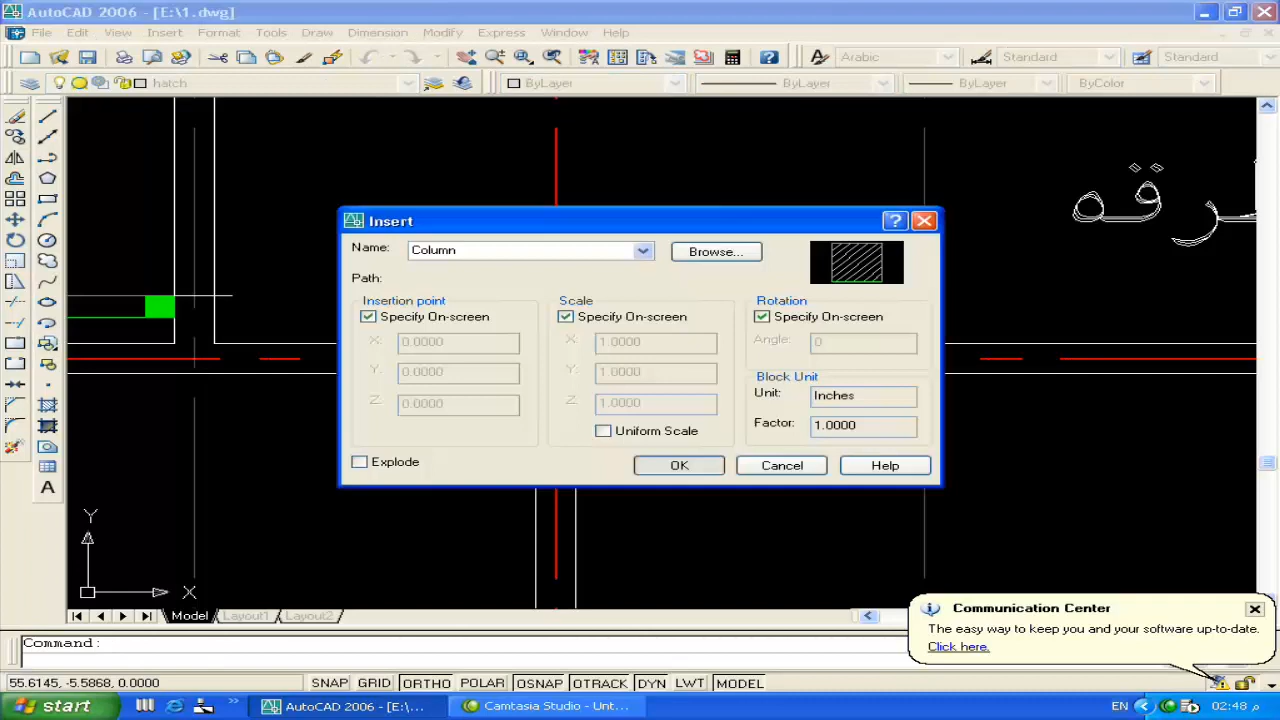 AutoCAD 2006 - [E:\1.dwg]
File Edit View Insert Format Tools Draw Dimension Modify Express Window Help
Arabic Standard Standard
hatch ByLayer ByLayer ByLayer ByColor
Insert
Name: Column Browse...
Path:
Insertion point Scale Rotation
Specify On-screen Specify On-screen Specify On-screen
X: 0.0000 X: 1.0000 Angle: 0
Y: 0.0000 Y: 1.0000 Block Unit
Z: 0.0000 Z: 1.0000 Unit: Inches
Uniform Scale Factor: 1.0000
Explode OK Cancel Help
A
Y
X
Model Layout1 Layout2
Communication Center
The easy way to keep you and your software up-to-date.
Click here.
Command:
55.6145, -5.5868, 0.0000 SNAP GRID ORTHO POLAR OSNAP OTRACK DYN LWT MODEL
start AutoCAD 2006 - [E:\... Camtasia Studio - Unt... EN 02:48 م